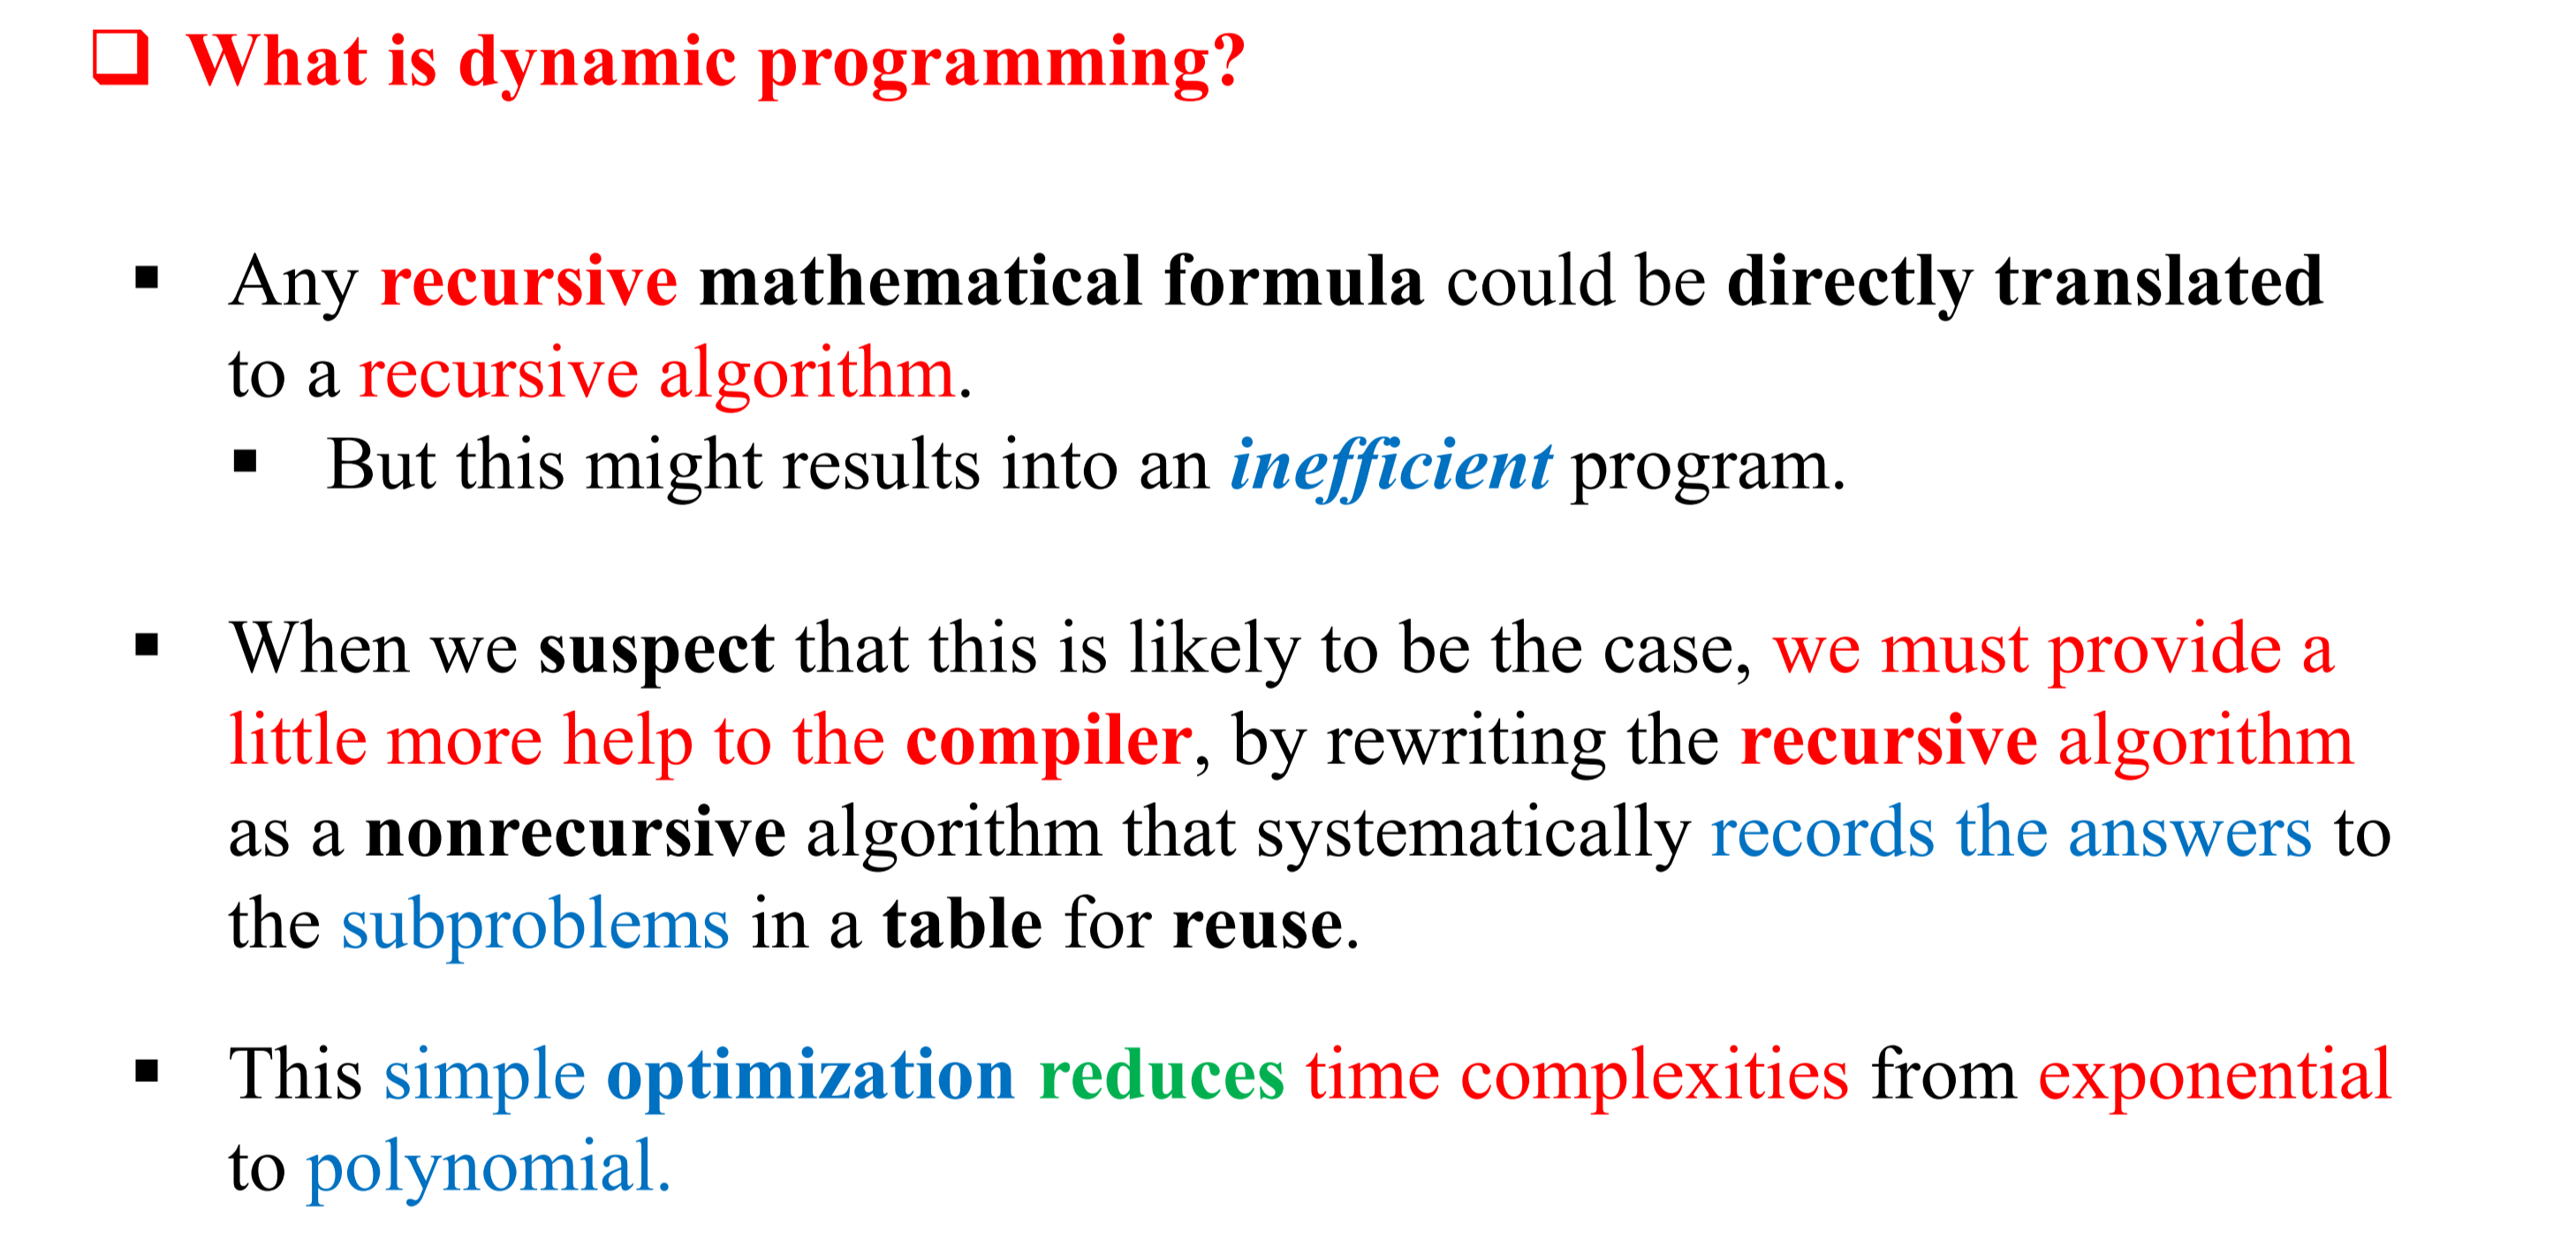 What is dynamic programming?
Any recursive mathematical formula could be directly translated
to a recursive algorithm.
But this might results into an inefficient program.
When we suspect that this is likely to be the case, we must provide a
little more help to the compiler, by rewriting the recursive algorithm
as a nonrecursive algorithm that systematically records the answers to
the subproblems in a table for reuse.
This simple optimization reduces time complexities from exponential
to polynomial.